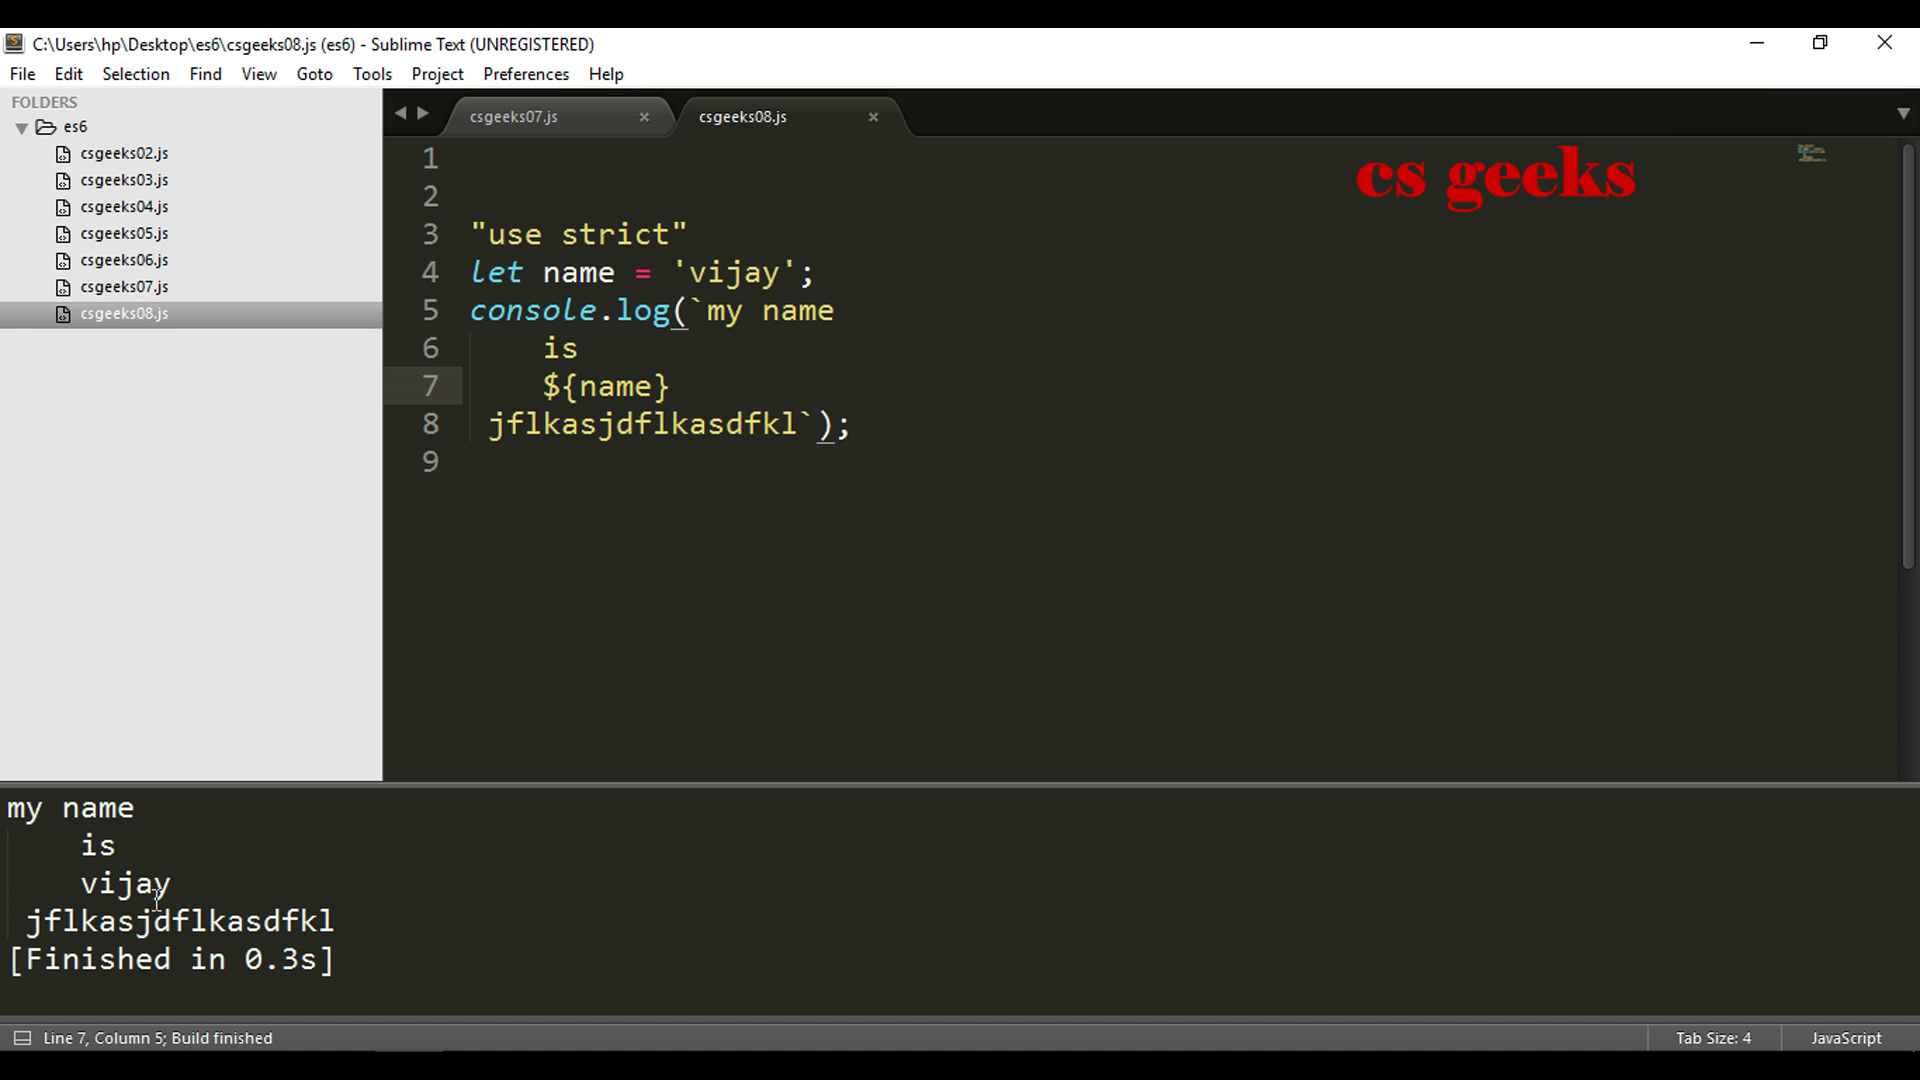 C:\Users\hp\Desktop\es6\csgeeks08.js (es6) - Sublime Text (UNREGISTERED)
File Edit Selection Find View Goto Tools Project Preferences Help
FOLDERS
es6
csgeeks02.js
csgeeks03.js
csgeeks04.js
csgeeks05.js
csgeeks06.js
csgeeks07.js
csgeeks08.js
csgeeks07.js × csgeeks08.js ×
cs geeks
1
2
3 "use strict"
4 let name = 'vijay';
5 console.log(`my name
6     is
7     ${name}
8  jflkasjdflkasdfkl`);
9
my name
    is
    vijay
 jflkasjdflkasdfkl
[Finished in 0.3s]
Line 7, Column 5; Build finished Tab Size: 4 JavaScript